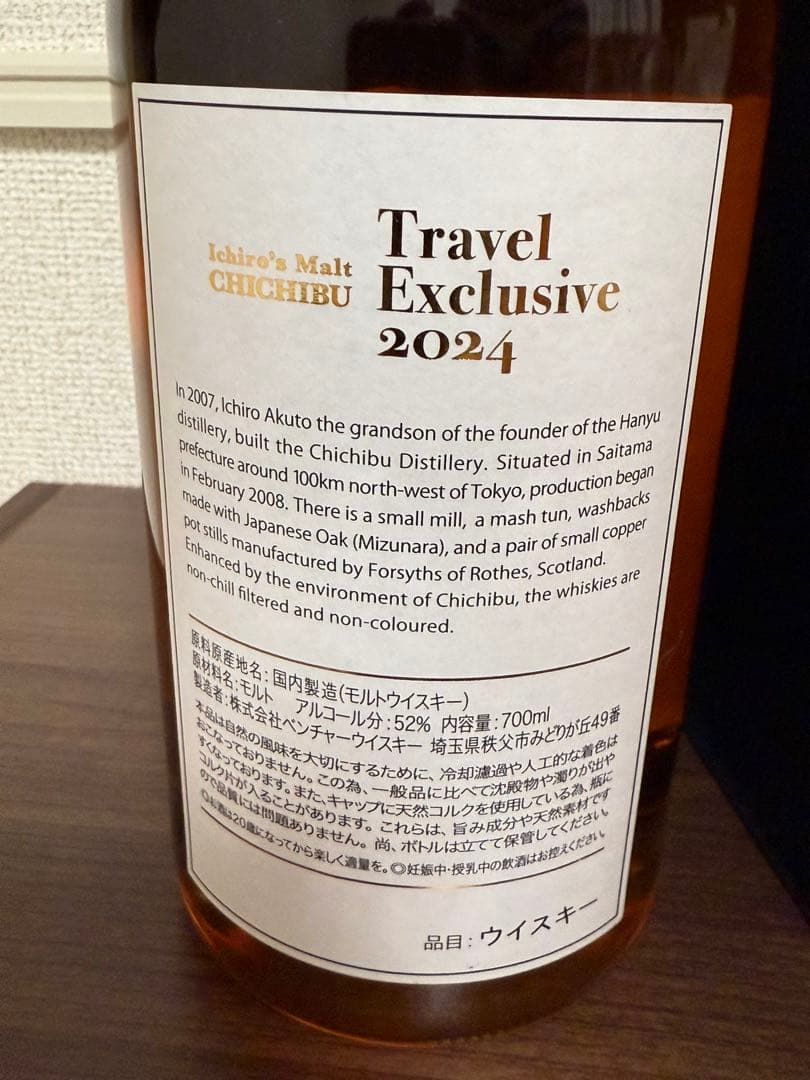 Ichiro's Malt
CHICHIBU
Travel
Exclusive
2024
In 2007, Ichiro Akuto the grandson of the founder of the Hanyu
distillery, built the Chichibu Distillery. Situated in Saitama
prefecture around 100km north-west of Tokyo, production began
in February 2008. There is a small mill, a mash tun, washbacks
made with Japanese Oak (Mizunara), and a pair of small copper
pot stills manufactured by Forsyths of Rothes, Scotland.
Enhanced by the environment of Chichibu, the whiskies are
non-chill filtered and non-coloured.
原料原産地名：国内製造(モルトウイスキー)
原材料名：モルト　アルコール分：52%　内容量：700ml
製造者：株式会社ベンチャーウイスキー 埼玉県秩父市みどりが丘49番
本品は自然の風味を大切にするために、冷却濾過や人工的な着色は
おこなっておりません。この為、一般品に比べて沈殿物や濁りが出や
すくなっております。また、キャップに天然コルクを使用している為、瓶に
コルク片が入ることがあります。これらは、旨み成分や天然素材です
ので品質には問題ありません。尚、ボトルは立てて保管してください。
◎お酒は20歳になってから楽しく適量を。◎妊娠中・授乳中の飲酒はお控えください。
品目：ウイスキー